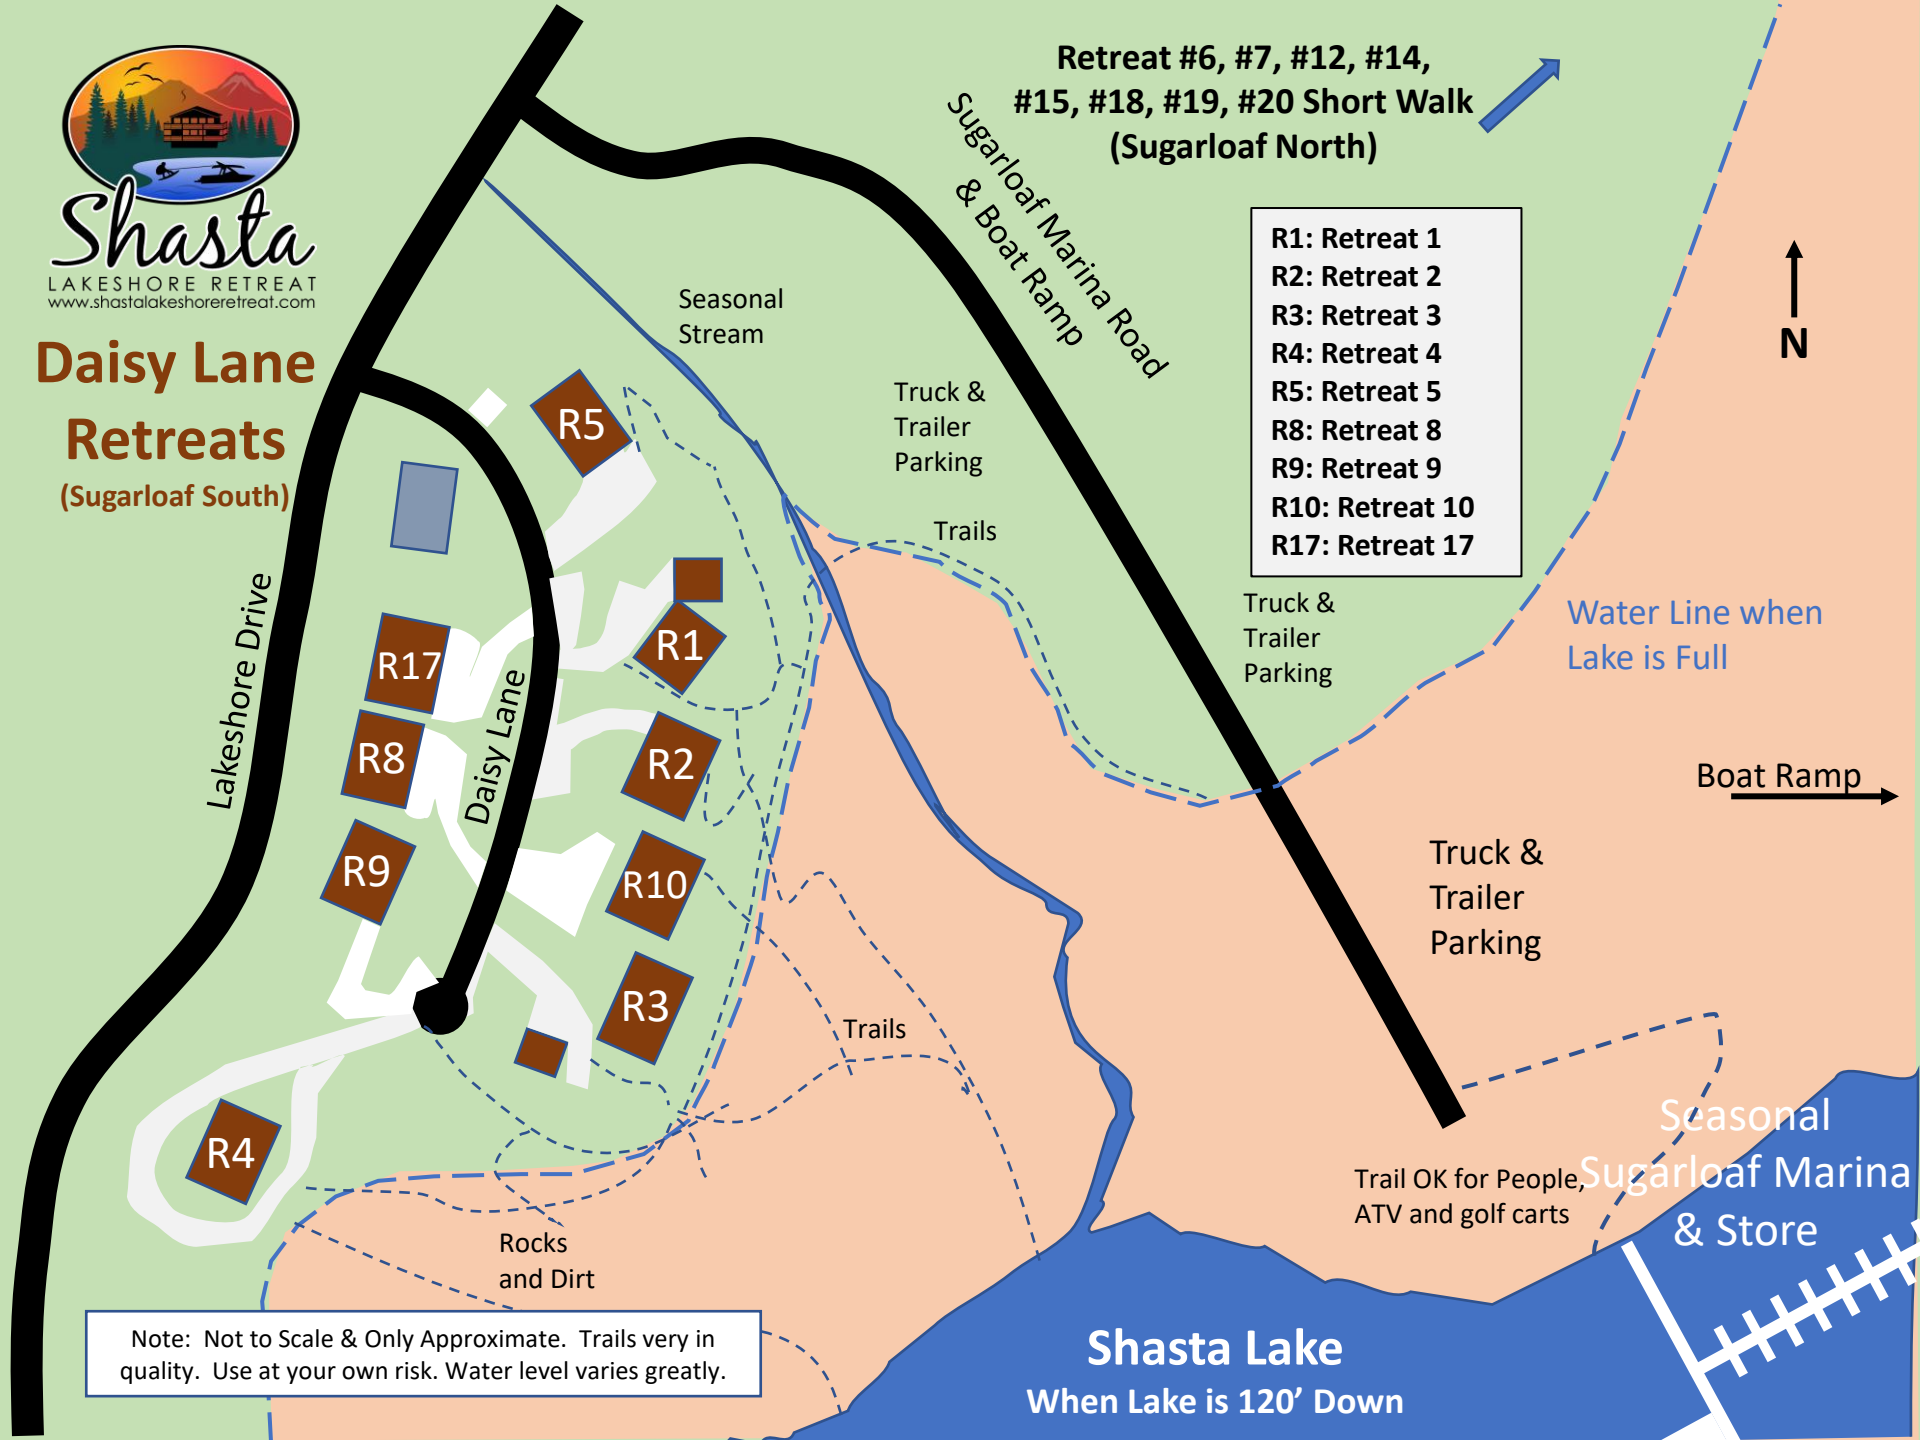 Shasta
LAKESHORE RETREAT
www.shastalakeshoreretreat.com
Daisy Lane
Retreats
(Sugarloaf South)
Retreat #6, #7, #12, #14,
#15, #18, #19, #20 Short Walk
(Sugarloaf North)
Sugarloaf Marina Road
& Boat Ramp
R1: Retreat 1
R2: Retreat 2
R3: Retreat 3
R4: Retreat 4
R5: Retreat 5
R8: Retreat 8
R9: Retreat 9
R10: Retreat 10
R17: Retreat 17
N
Seasonal
Stream
Truck &
Trailer
Parking
Trails
R5
R1
R17
R2
R8
R9
R10
R3
R4
Lakeshore Drive
Daisy Lane
Truck &
Trailer
Parking
Water Line when
Lake is Full
Boat Ramp
Truck &
Trailer
Parking
Trails
Trail OK for People,
ATV and golf carts
Seasonal
Sugarloaf Marina
& Store
Rocks
and Dirt
Note: Not to Scale & Only Approximate. Trails very in
quality. Use at your own risk. Water level varies greatly.
Shasta Lake
When Lake is 120’ Down